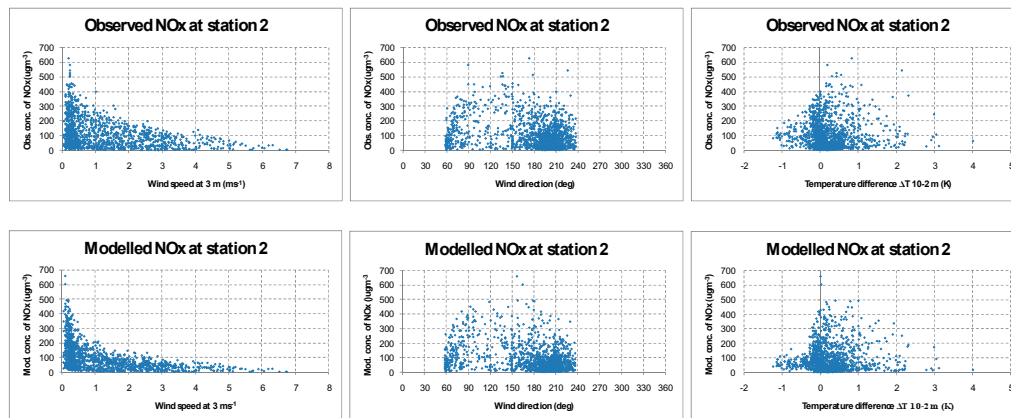 Observed NOx at station 2
Obs. conc. of NOx(ugm-3)
700
600
500
400
300
200
100
0
0 1 2 3 4 5 6 7 8
Wind speed at 3 m (ms-1)
Observed NOx at station 2
Obs. conc. of NOx(ugm-3)
700
600
500
400
300
200
100
0
0 30 60 90 120 150 180 210 240 270 300 330 360
Wind direction (deg)
Observed NOx at station 2
Obs. conc. of NOx(ugm-3)
700
600
500
400
300
200
100
0
-2 -1 0 1 2 3 4 5
Temperature difference ΔT 10-2 m (K)
Modelled NOx at station 2
Mod. conc of NOx(ugm-3)
700
600
500
400
300
200
100
0
0 1 2 3 4 5 6 7 8
Wind speed at 3 ms-1
Modelled NOx at station 2
Mod. conc of NOx (ugm-3)
700
600
500
400
300
200
100
0
0 30 60 90 120 150 180 210 240 270 300 330 360
Wind direction (deg)
Modelled NOx at station 2
Mod. conc of NOx(ugm-3)
700
600
500
400
300
200
100
0
-2 -1 0 1 2 3 4 5
Temperature difference ΔT 10-2 m (K)